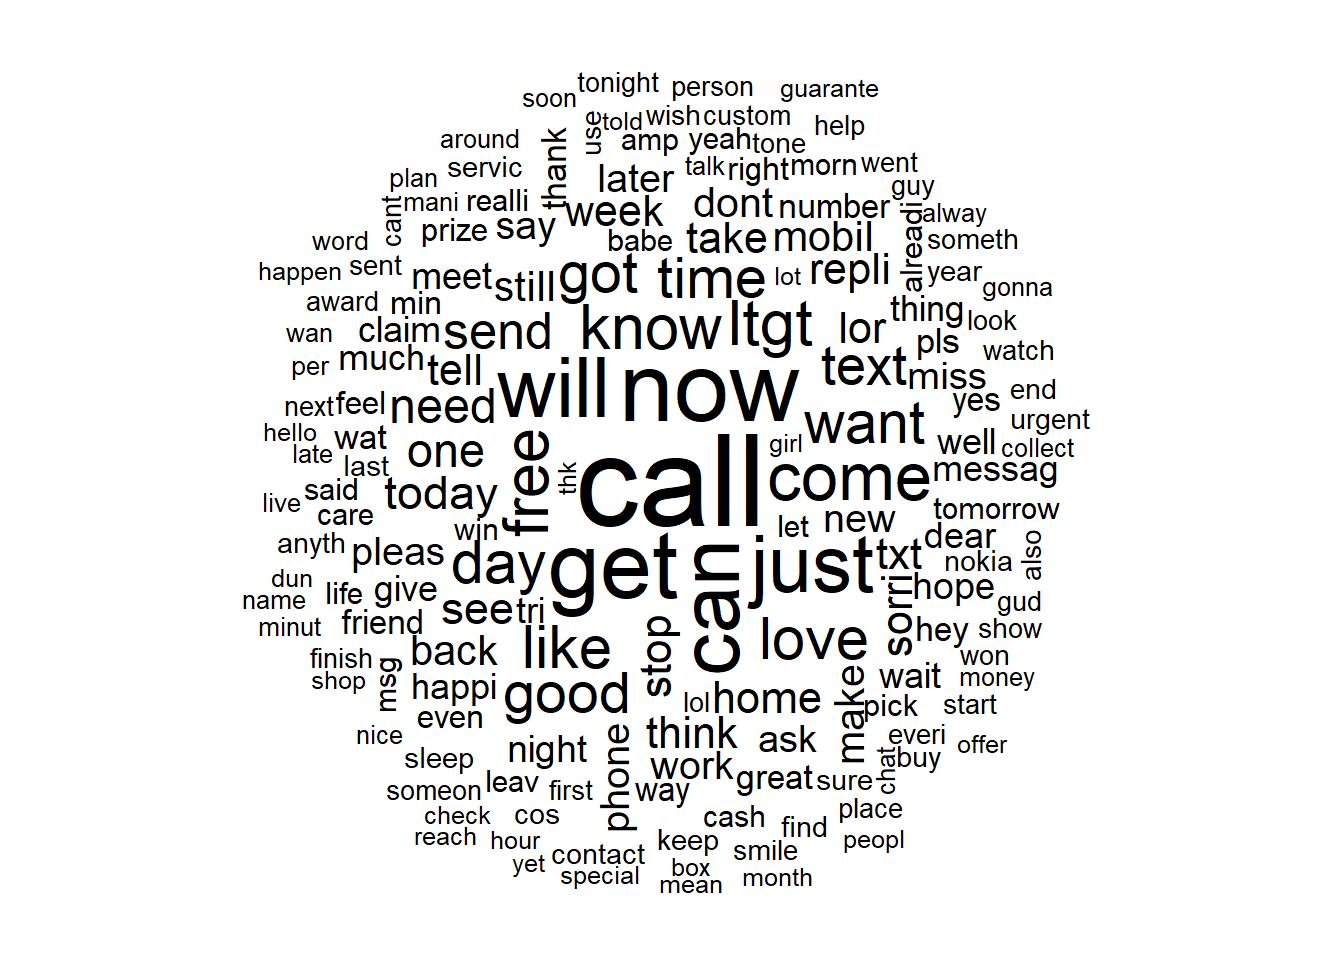 tonight person guarante
soon
told wish custom
use
around amp yeah tone help
thank
servic talk right morn went
plan later guy
mani realli
cant week dont number alway
prize say already
word babe take mobil someth
happen sent meet still got time lot repli year
gonna
award min
wan claim send know ltgt lor thing look
per much tell will now text miss pls watch
end
next feel need want yes urgent
hello wat one free girl well collect
late last thk call come messag
live said today
care win let new tomorrow
anyth pleas day get can just txt dear nokia also
dun
name life give see tri sorri hope gud
minut friend like stop love hey show
finish back won
shop msg happi good lol home make wait money
even pick start
nice night phone think ask everi offer
sleep work chat buy
someon leav first way great sure
check cos cash place
reach hour keep find peopl
yet contact box smile
special mean month